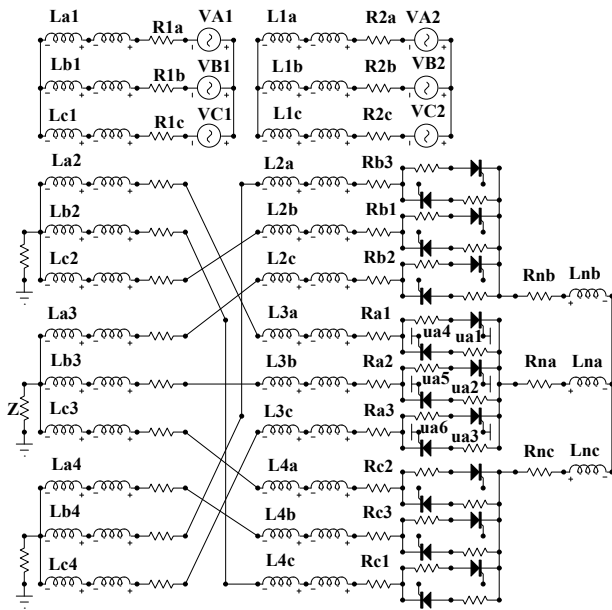 La1 R1a VA1 L1a R2a VA2
Lb1 R1b VB1 L1b R2b VB2
Lc1 R1c VC1 L1c R2c VC2
La2 L2a Rb3
Lb2 L2b Rb1
Lc2 L2c Rb2 Rnb Lnb
La3 L3a Ra1 ua4 ua1
Lb3 L3b Ra2 ua5 ua2 Rna Lna
Z Lc3 L3c Ra3 ua6 ua3
La4 L4a Rc2 Rnc Lnc
Lb4 L4b Rc3
Lc4 L4c Rc1